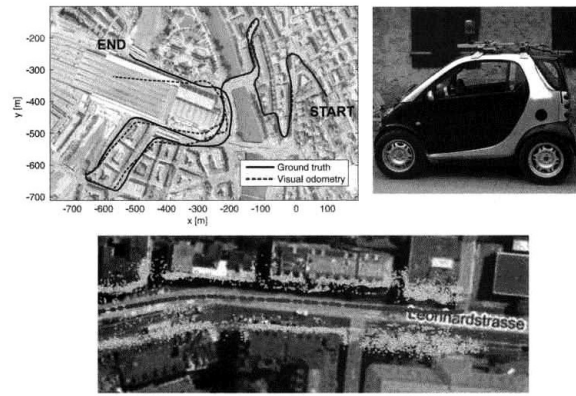 END
START
Ground truth
Visual odometry
-100
-200
-300
-400
-500
-600
-700
y [m]
-700 -600 -500 -400 -300 -200 -100 0 100
x [m]
Leonhardstrasse